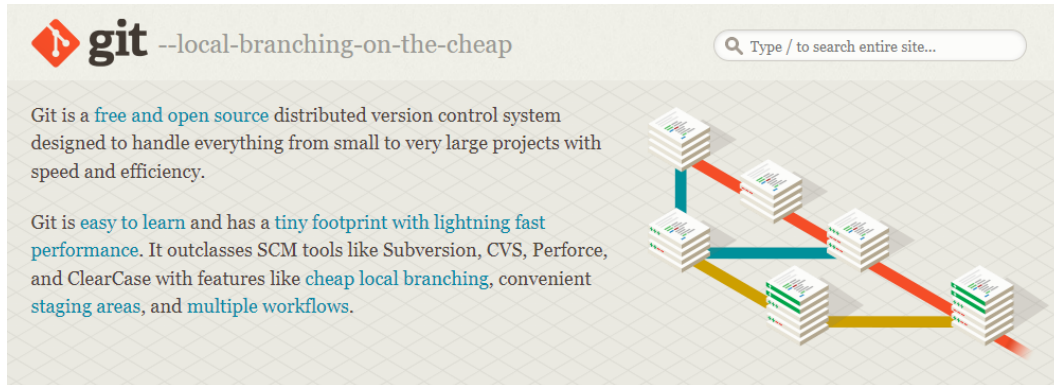 git --local-branching-on-the-cheap
Type / to search entire site...
Git is a free and open source distributed version control system
designed to handle everything from small to very large projects with
speed and efficiency.
Git is easy to learn and has a tiny footprint with lightning fast
performance. It outclasses SCM tools like Subversion, CVS, Perforce,
and ClearCase with features like cheap local branching, convenient
staging areas, and multiple workflows.